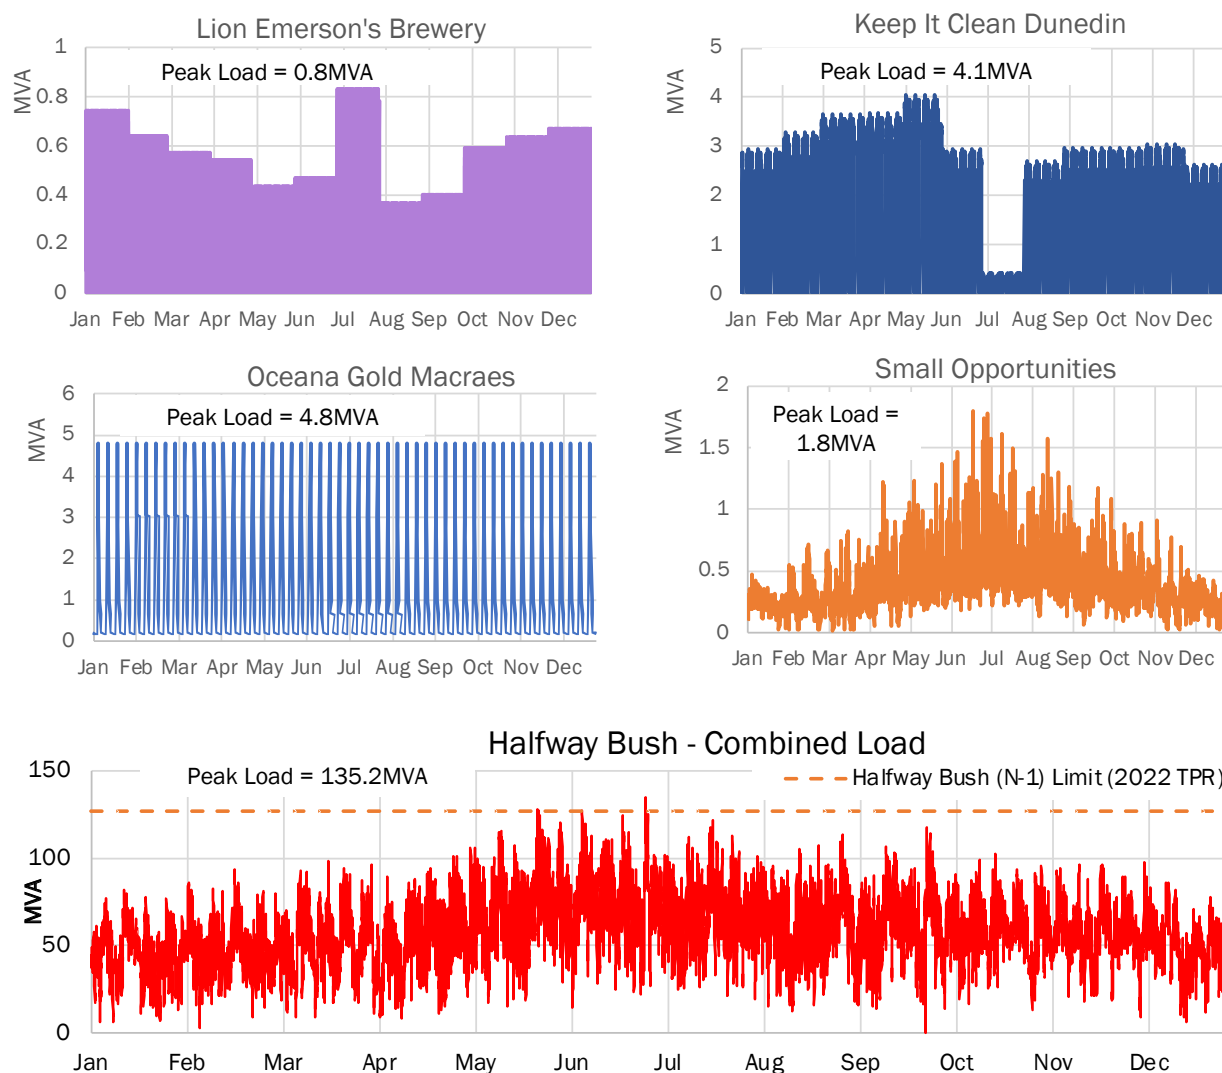 Lion Emerson's Brewery
Peak Load = 0.8MVA
MVA
1
0.8
0.6
0.4
0.2
0
Jan Feb Mar Apr May Jun Jul Aug Sep Oct Nov Dec
Keep It Clean Dunedin
Peak Load = 4.1MVA
MVA
5
4
3
2
1
0
Jan Feb Mar Apr May Jun Jul Aug Sep Oct Nov Dec
Oceana Gold Macraes
Peak Load = 4.8MVA
MVA
6
5
4
3
2
1
0
Jan Feb Mar Apr May Jun Jul Aug Sep Oct Nov Dec
Small Opportunities
Peak Load =
1.8MVA
MVA
2
1.5
1
0.5
0
Jan Feb Mar Apr May Jun Jul Aug Sep Oct Nov Dec
Halfway Bush - Combined Load
Peak Load = 135.2MVA
Halfway Bush (N-1) Limit (2022 TPR)
MVA
150
100
50
0
Jan Feb Mar Apr May Jun Jul Aug Sep Oct Nov Dec